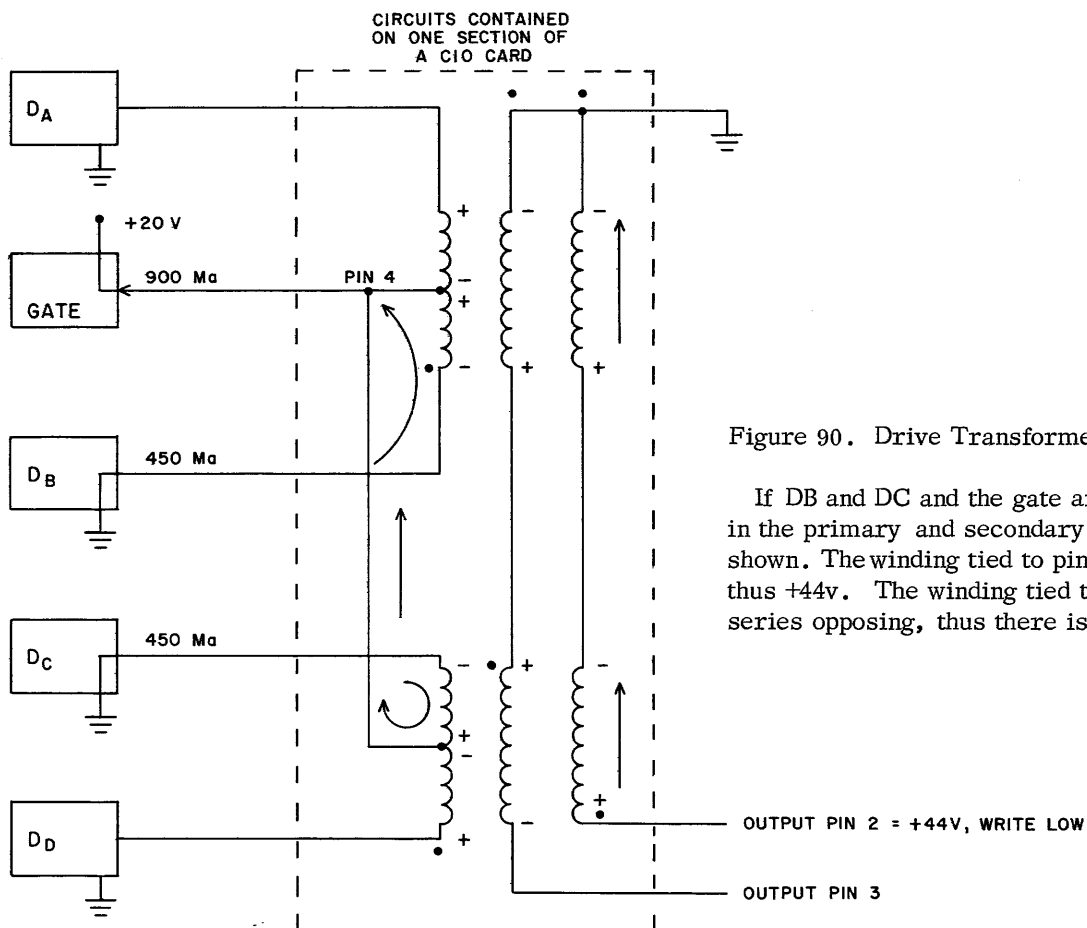 CIRCUITS CONTAINED
ON ONE SECTION OF
A C10 CARD
DA
+20 V
GATE
900 Ma
PIN 4
DB
450 Ma
DC
450 Ma
DD
+
-
+
-
-
+
-
+
-
+
-
+
+
-
-
+
OUTPUT PIN 2 = +44V, WRITE LOW
OUTPUT PIN 3
Figure 90. Drive Transforme
If DB and DC and the gate a
in the primary and secondary
shown. The winding tied to pin
thus +44v. The winding tied t
series opposing, thus there is